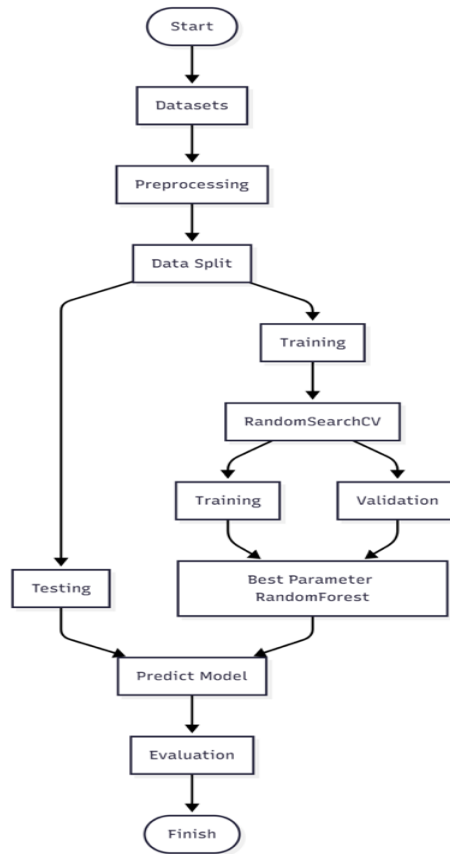 Start
Datasets
Preprocessing
Data Split
Training
RandomSearchCV
Training
Validation
Best Parameter
RandomForest
Testing
Predict Model
Evaluation
Finish